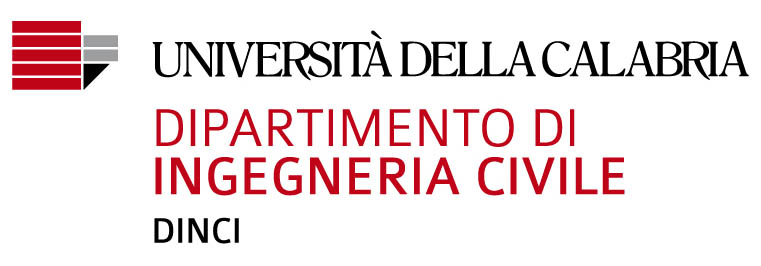 UNIVERSITÀ DELLA CALABRIA
DIPARTIMENTO DI
INGEGNERIA CIVILE
DINCI